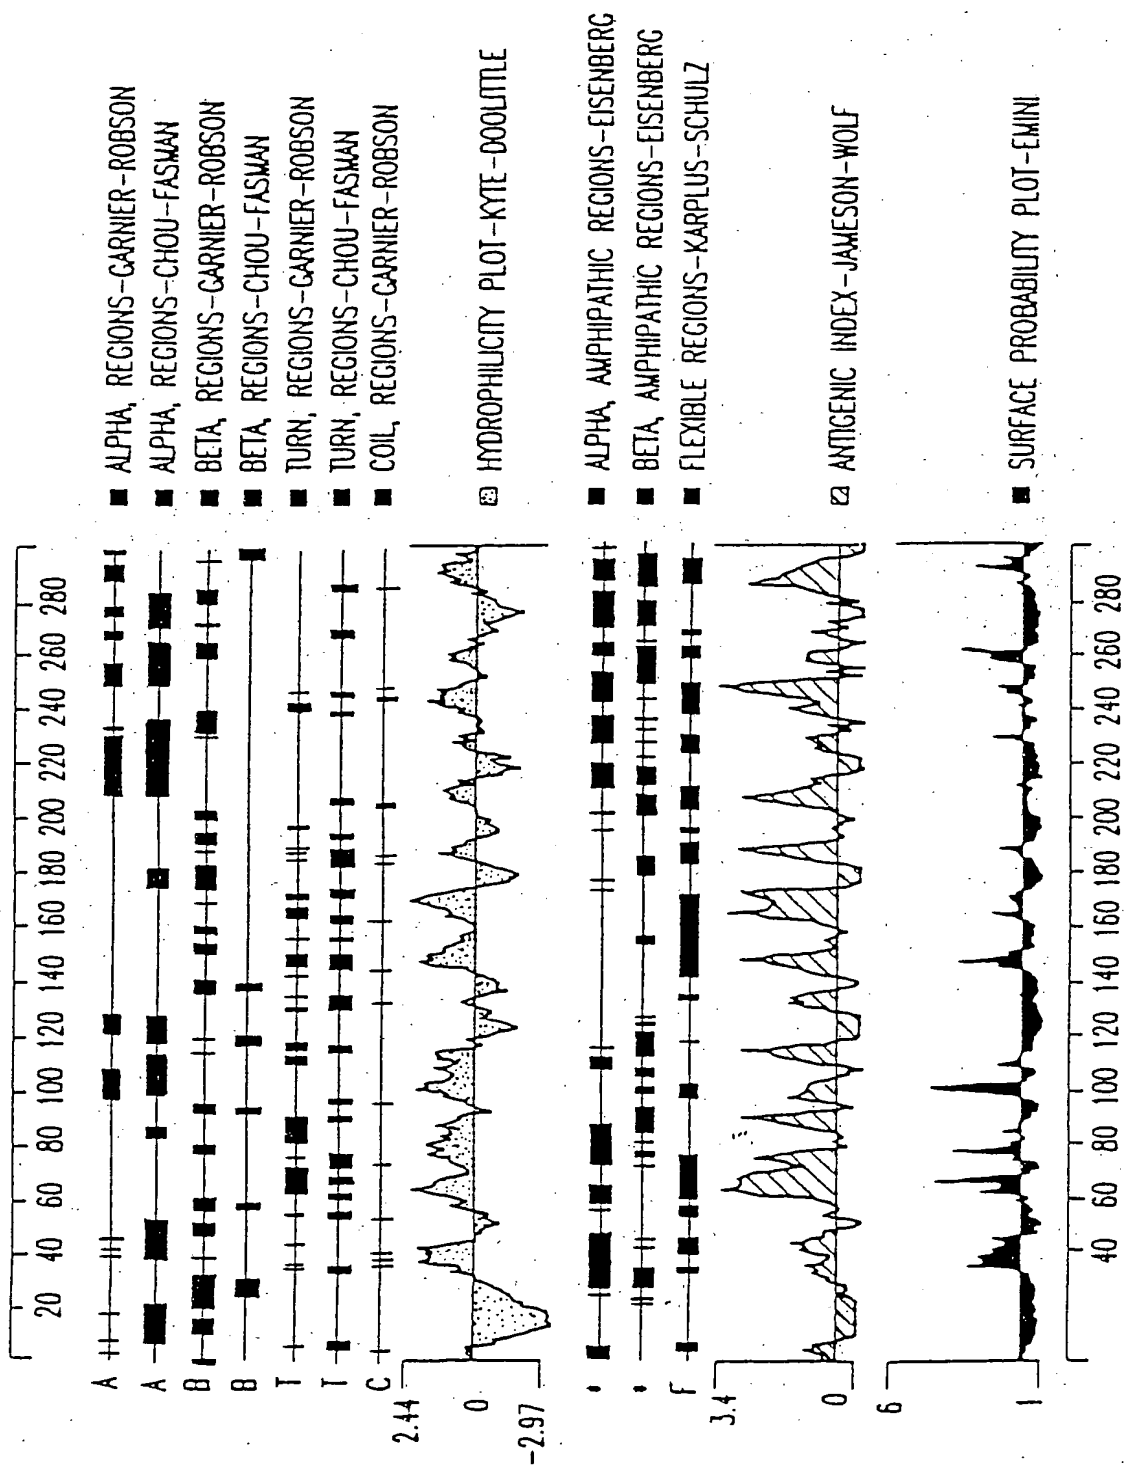 20 40 60 80 100 120 140 160 180 200 220 240 260 280
A ALPHA, REGIONS-GARNIER-ROBSON
A ALPHA, REGIONS-CHOU-FASMAN
B BETA, REGIONS-GARNIER-ROBSON
B BETA, REGIONS-CHOU-FASMAN
T TURN, REGIONS-GARNIER-ROBSON
T TURN, REGIONS-CHOU-FASMAN
C COIL, REGIONS-GARNIER-ROBSON
2.44
0 HYDROPHILICITY PLOT-KYTE-DOOLITTLE
-2.97
* ALPHA, AMPHIPATHIC REGIONS-EISENBERG
* BETA, AMPHIPATHIC REGIONS-EISENBERG
F FLEXIBLE REGIONS-KARPLUS-SCHULZ
3.4
0 ANTIGENIC INDEX-JAMESON-WOLF
6
1 SURFACE PROBABILITY PLOT-EMINI
40 60 80 100 120 140 160 180 200 220 240 260 280